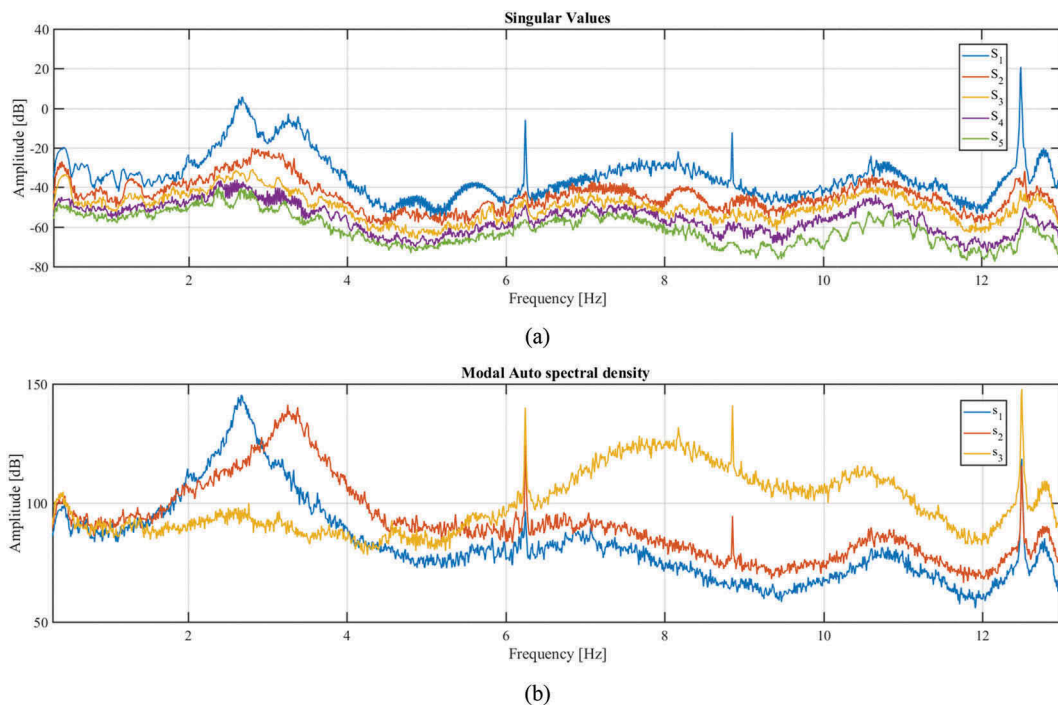 Singular Values
40
20
0
-20
-40
-60
-80
Amplitude [dB]
S1
S2
S3
S4
S5
2
4
6
8
10
12
Frequency [Hz]
(a)
Modal Auto spectral density
150
100
50
Amplitude [dB]
s1
s2
s3
2
4
6
8
10
12
Frequency [Hz]
(b)